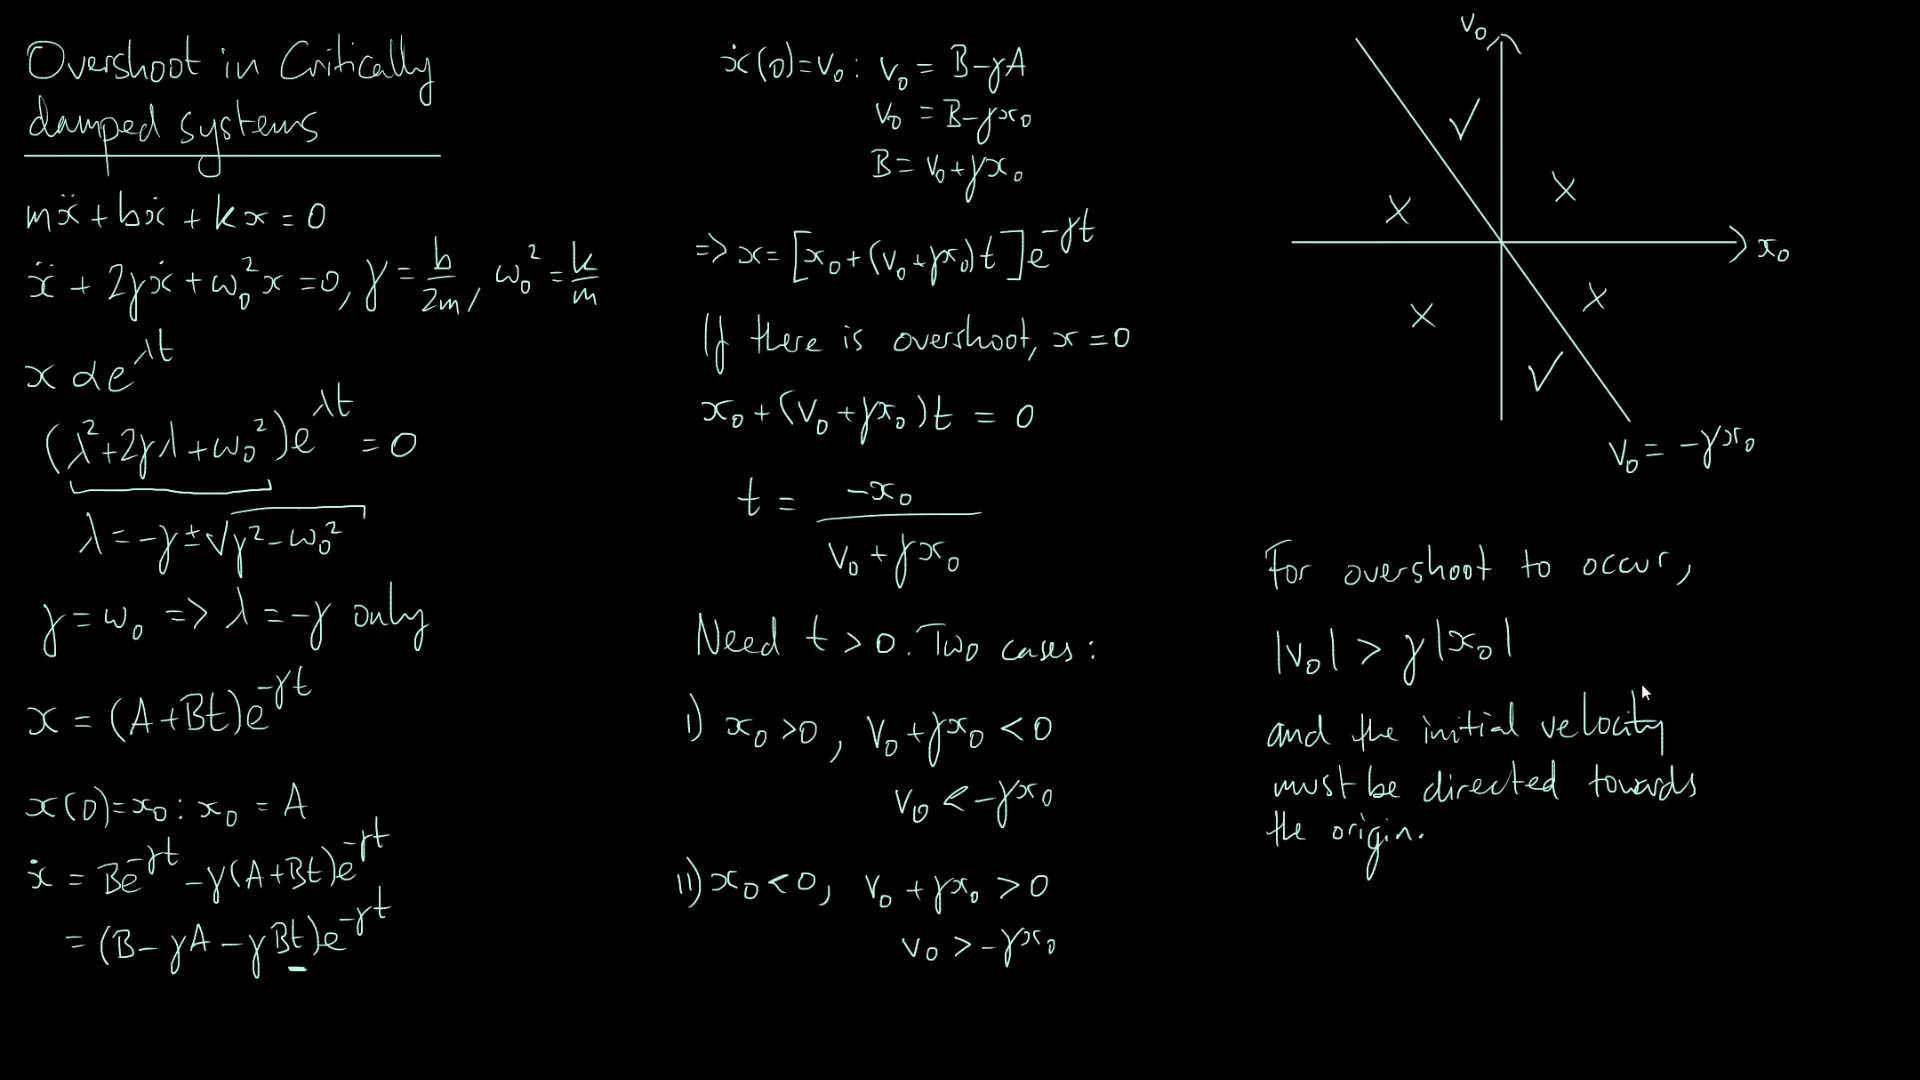 Overshoot in Critically
damped systems
mẍ + bẋ + kx = 0
ẍ + 2γẋ + ω₀²x = 0, γ = b/2m, ω₀² = k/m
x α e^λt
(λ² + 2γλ + ω₀²)e^λt = 0
λ = -γ ± √γ² - ω₀²
γ = ω₀ => λ = -γ only
x = (A+Bt)e^-γt
x(0) = x₀ : x₀ = A
ẋ = Be^-γt - γ(A+Bt)e^-γt
= (B - γA - γBt)e^-γt
ẋ(0) = v₀ : v₀ = B - γA
v₀ = B - γx₀
B = v₀ + γx₀
=> x = [x₀ + (v₀ + γx₀)t]e^-γt
If there is overshoot, x = 0
x₀ + (v₀ + γx₀)t = 0
t = -x₀ / v₀ + γx₀
Need t > 0. Two cases:
i) x₀ > 0, v₀ + γx₀ < 0
v₀ < -γx₀
ii) x₀ < 0, v₀ + γx₀ > 0
v₀ > -γx₀
v₀
✓
x x
x₀
x x
✓
v₀ = -γx₀
For overshoot to occur,
|v₀| > γ|x₀|
and the initial velocity
must be directed towards
the origin.